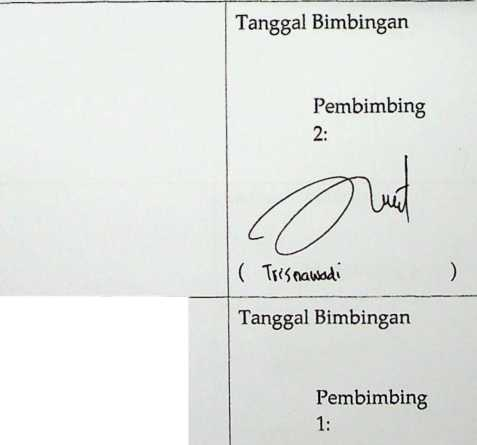 Tanggal Bimbingan
Pembimbing
2:
( Trisnawadi )
Tanggal Bimbingan
Pembimbing
1: